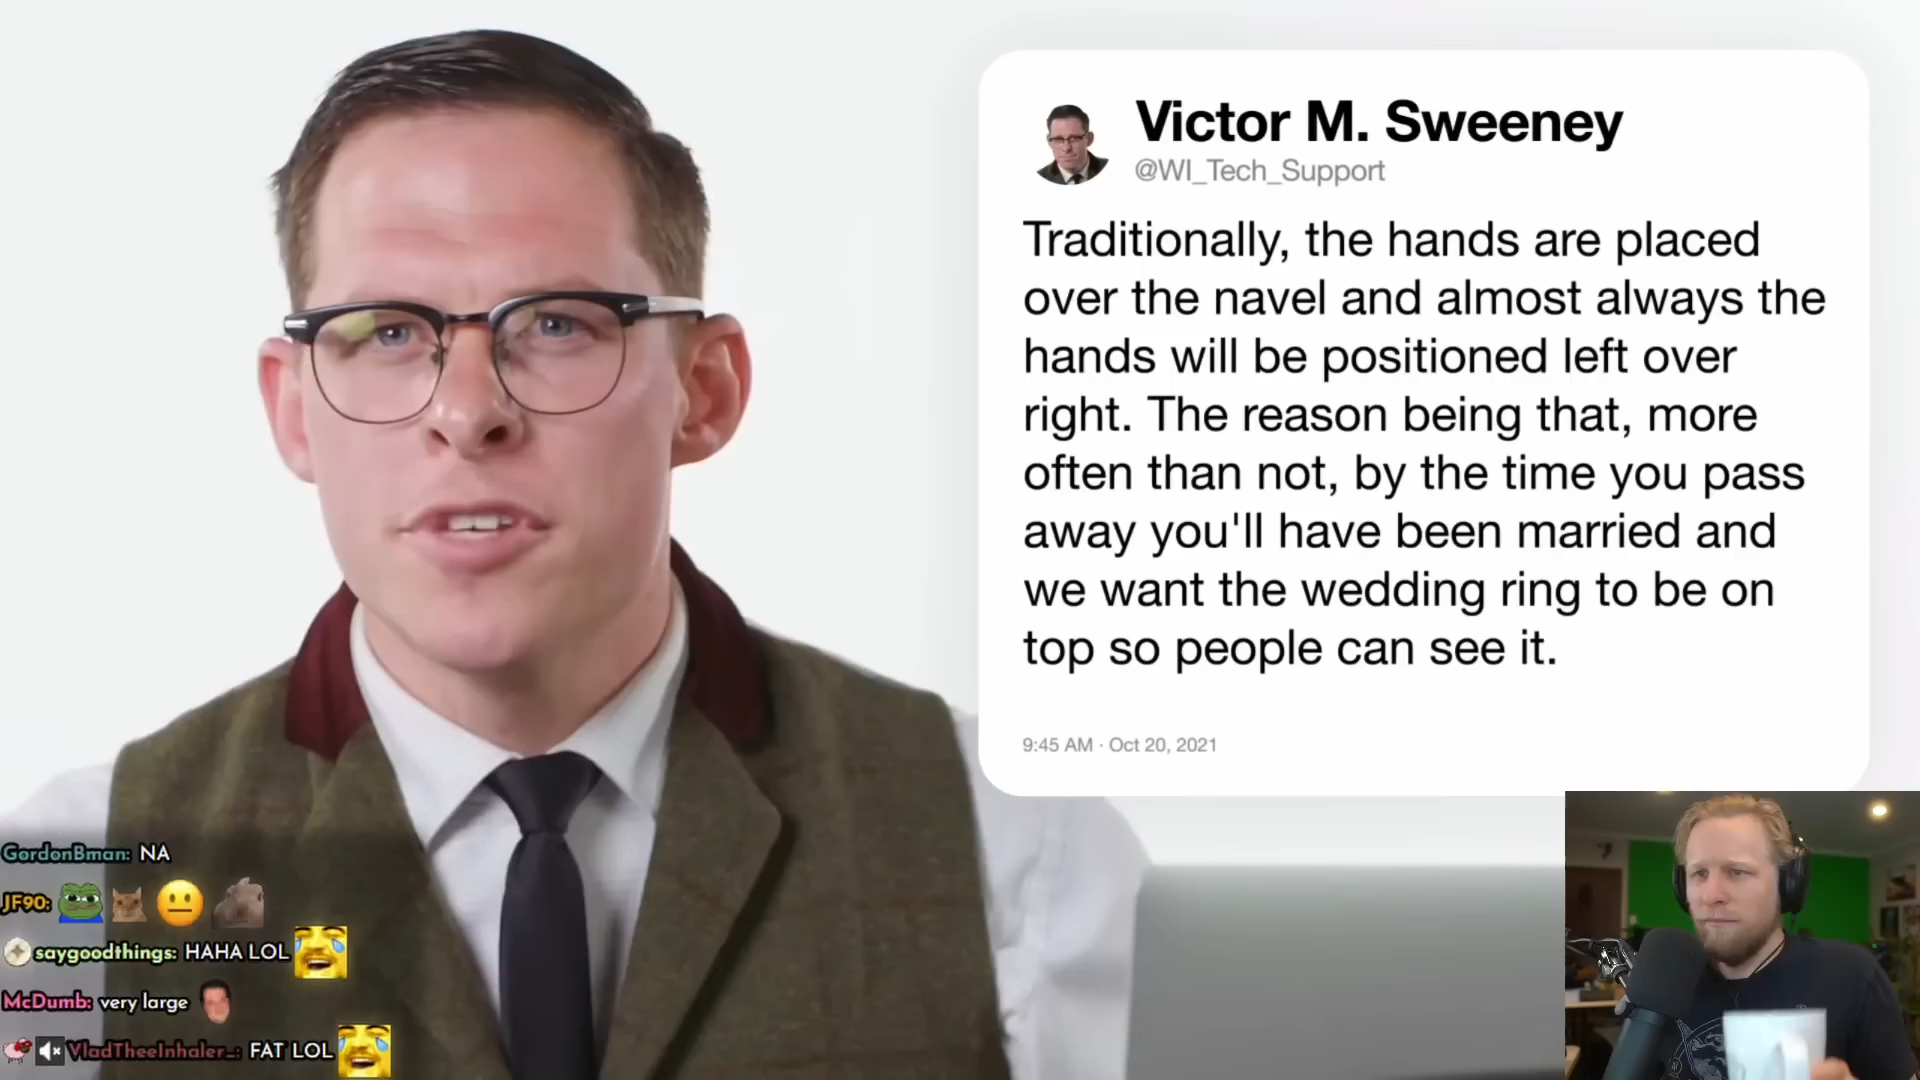 Victor M. Sweeney
@WI_Tech_Support
Traditionally, the hands are placed
over the navel and almost always the
hands will be positioned left over
right. The reason being that, more
often than not, by the time you pass
away you'll have been married and
we want the wedding ring to be on
top so people can see it.
9:45 AM · Oct 20, 2021
GordonBman: NA
JF90:
saygoodthings: HAHA LOL
McDumb: very large
VladTheeInhaler_: FAT LOL